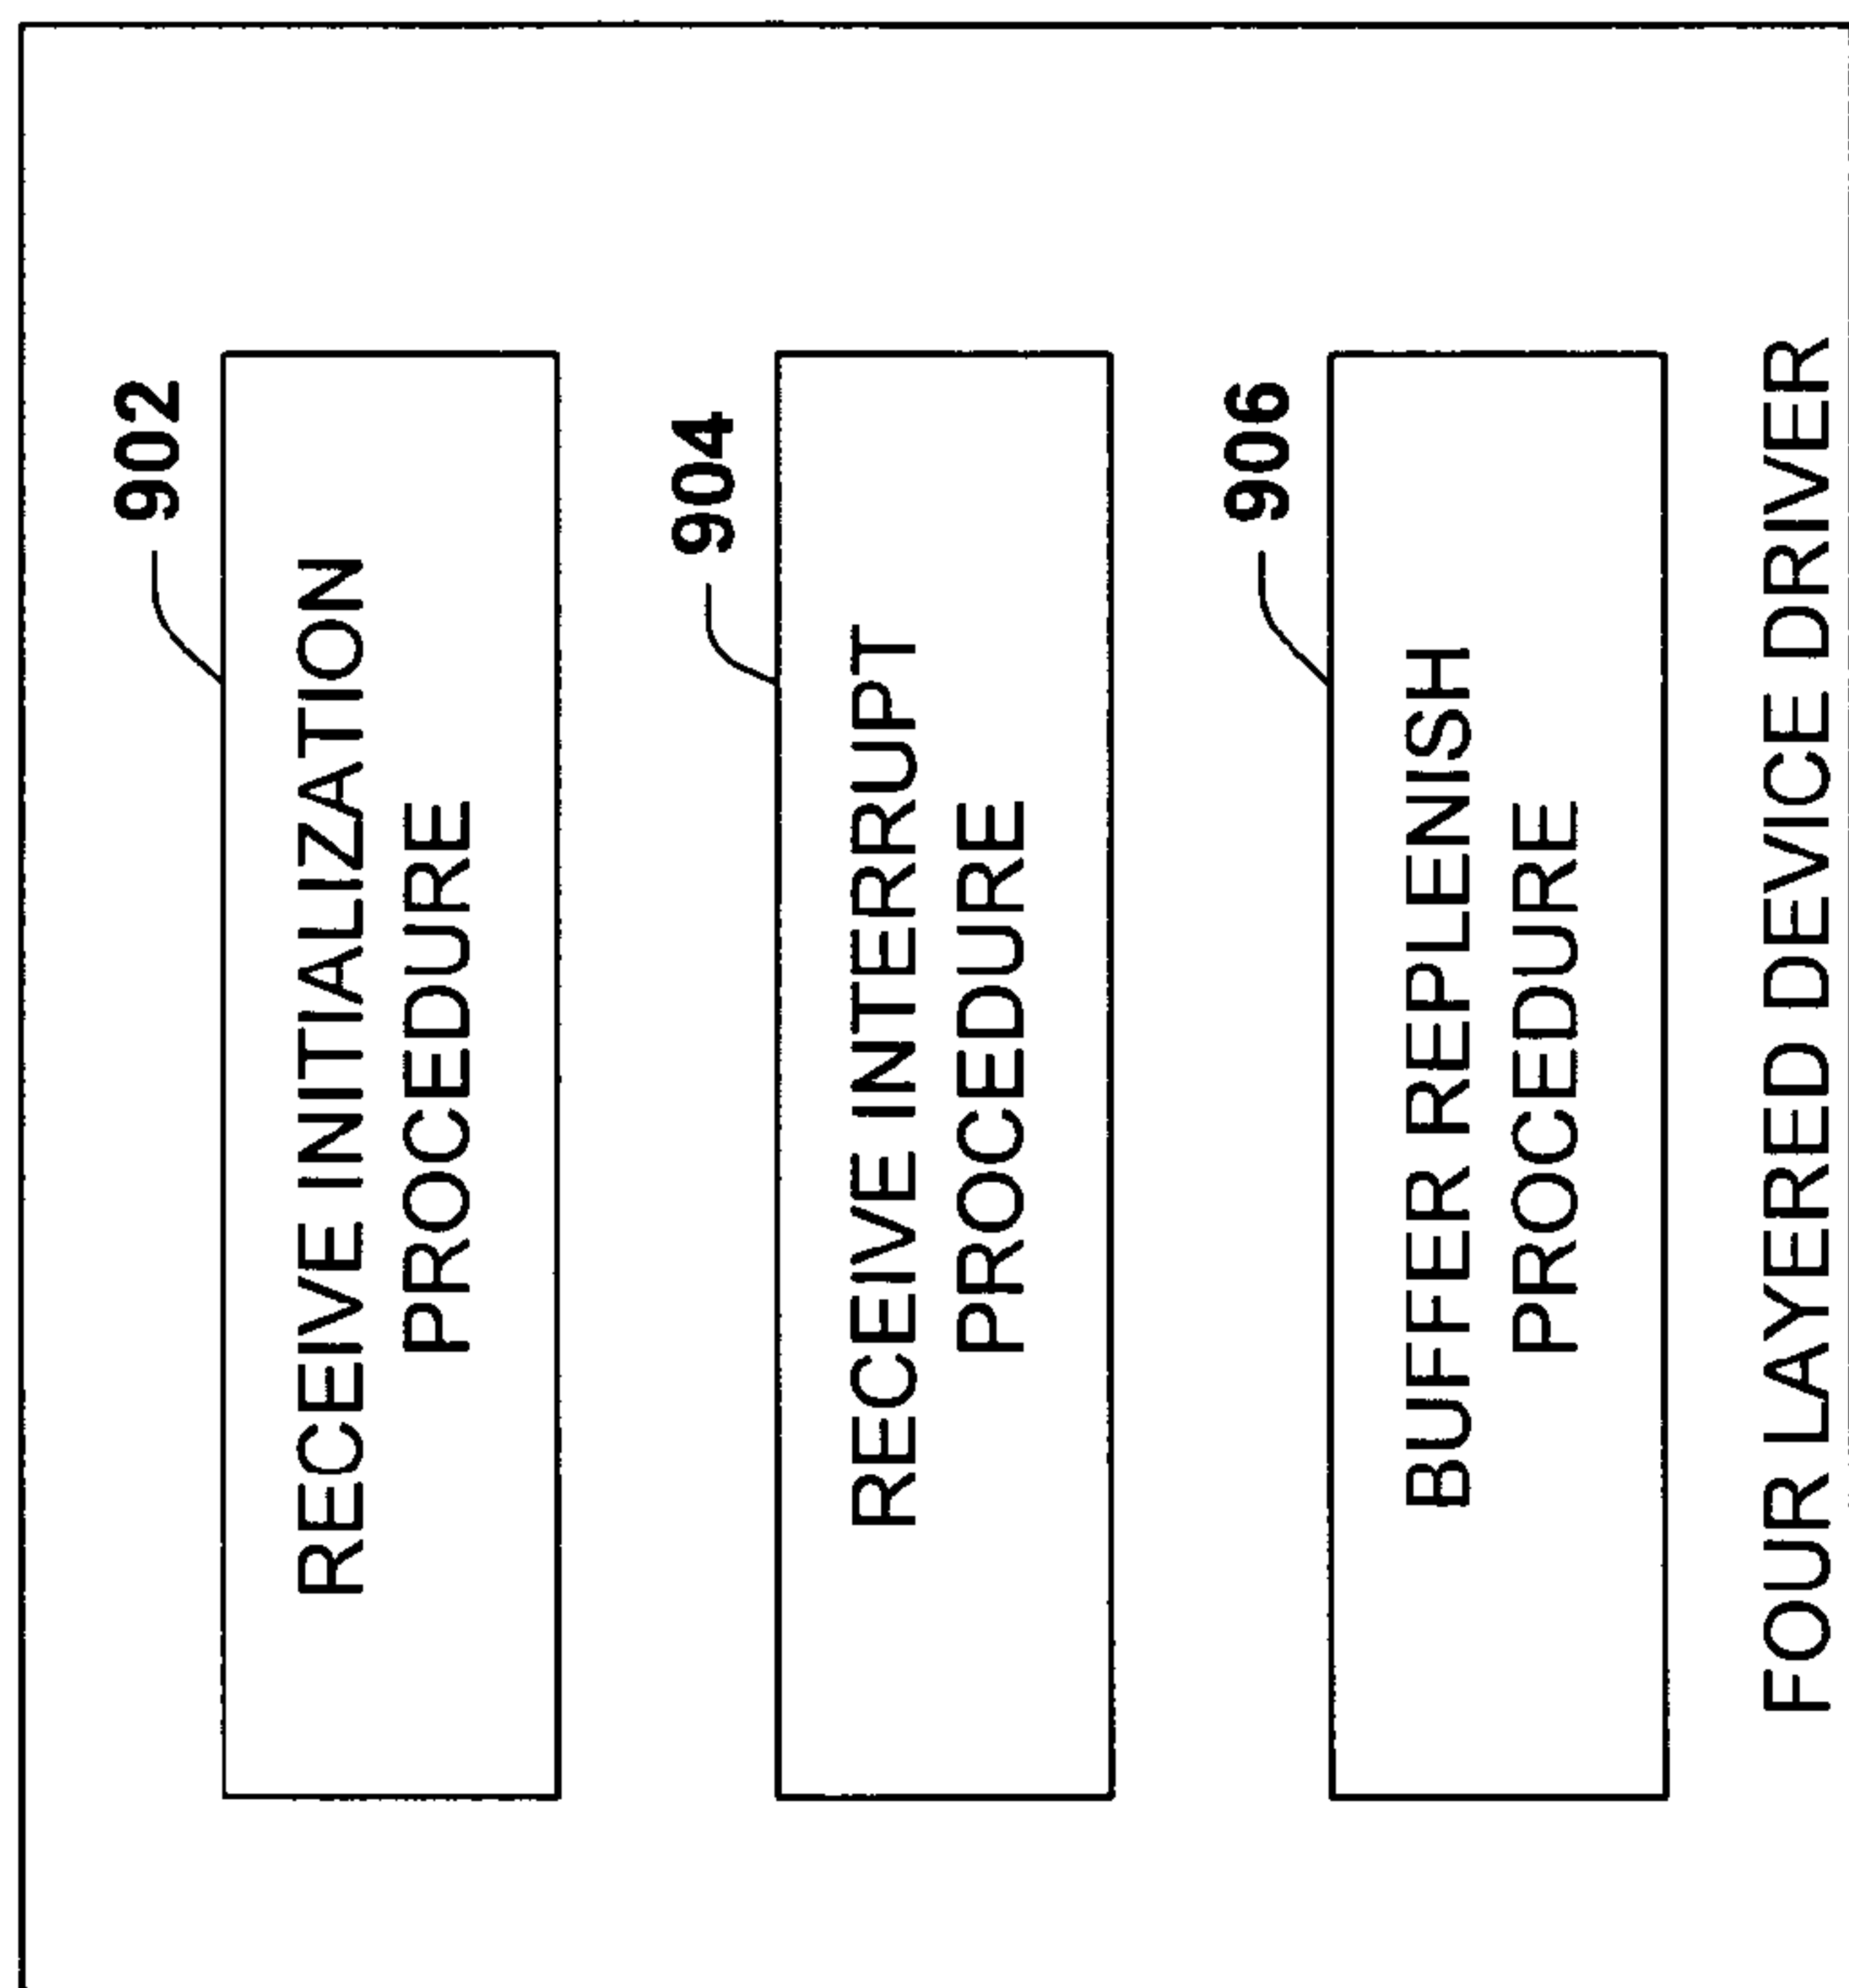 902
RECEIVE INITIALIZATION
PROCEDURE
904
RECEIVE INTERRUPT
PROCEDURE
906
BUFFER REPLENISH
PROCEDURE
FOUR LAYERED DEVICE DRIVER